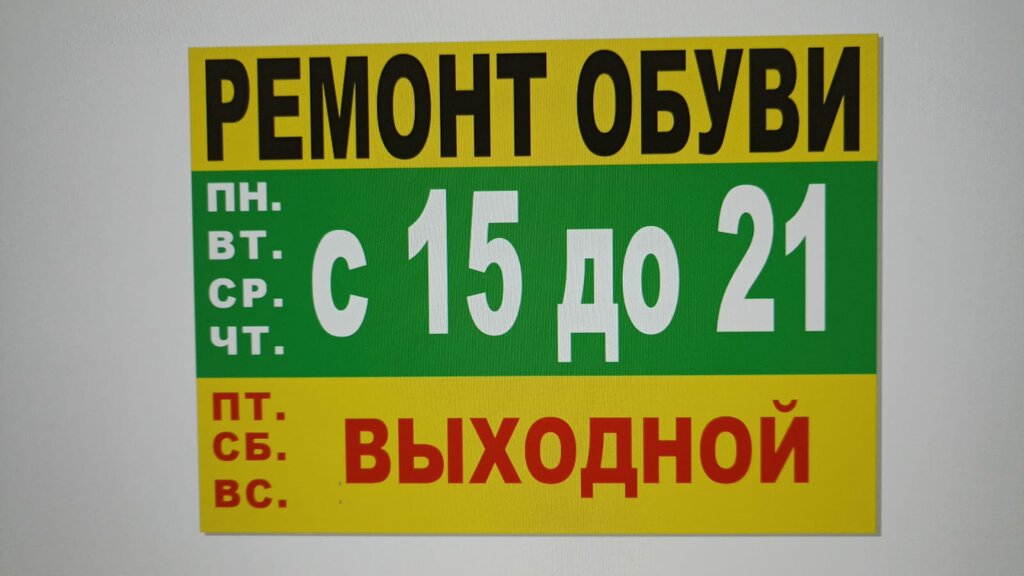 РЕМОНТ ОБУВИ
ПН.
ВТ.
СР.
ЧТ.
с 15 до 21
ПТ.
СБ.
ВС.
ВЫХОДНОЙ